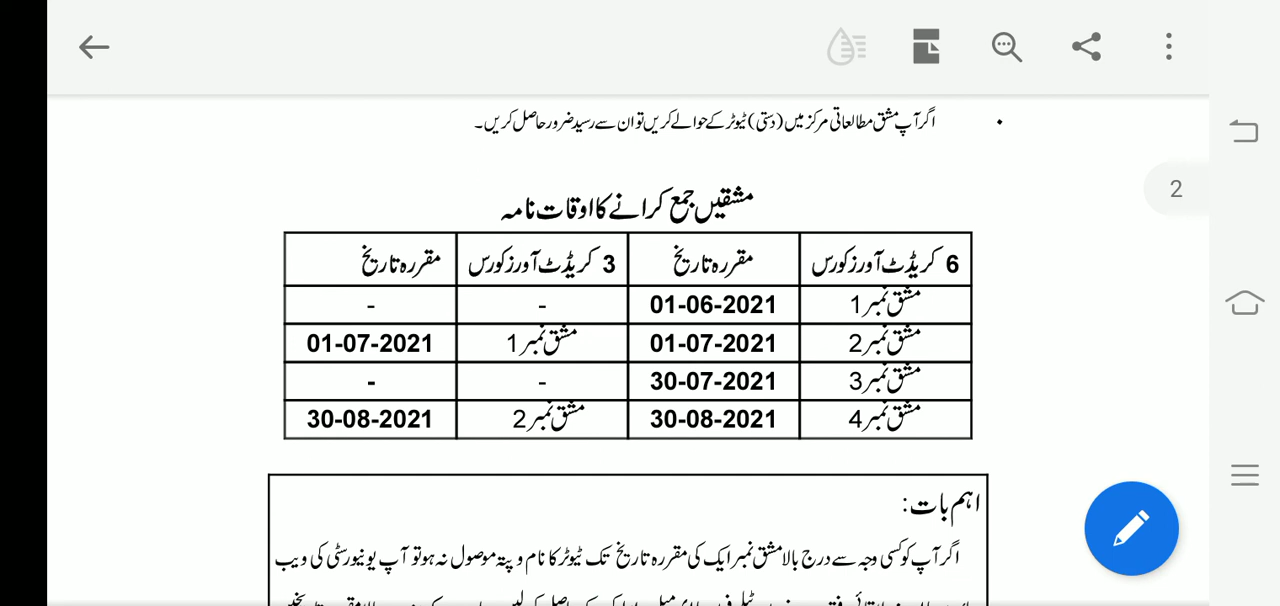 2
• اگر آپ مشق مطالعاتی مرکز میں (دستی) ٹیوٹر کے حوالے کریں تو ان سے رسید ضرور حاصل کریں۔
مشقیں جمع کرانے کا اوقات نامہ
6 کریڈٹ آورز کورس مقررہ تاریخ 3 کریڈٹ آورز کورس مقررہ تاریخ
مشق نمبر 1 01-06-2021 - -
مشق نمبر 2 01-07-2021 مشق نمبر 1 01-07-2021
مشق نمبر 3 30-07-2021 - -
مشق نمبر 4 30-08-2021 مشق نمبر 2 30-08-2021
اہم بات:
اگر آپ کو کسی وجہ سے درج بالا مشق نمبر ایک کی مقررہ تاریخ تک ٹیوٹر کا نام و پتہ موصول نہ ہو تو آپ یونیورسٹی کی ویب